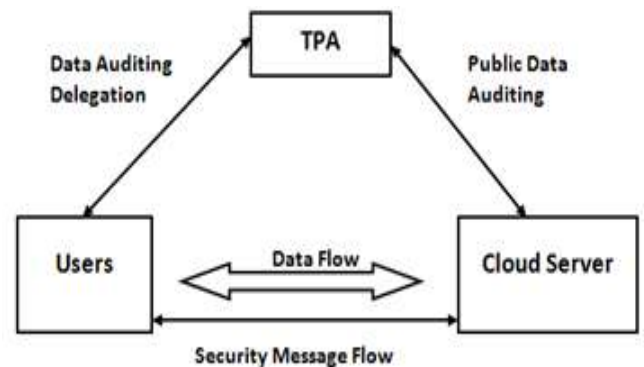 TPA
Data Auditing
Delegation
Public Data
Auditing
Users
Data Flow
Cloud Server
Security Message Flow